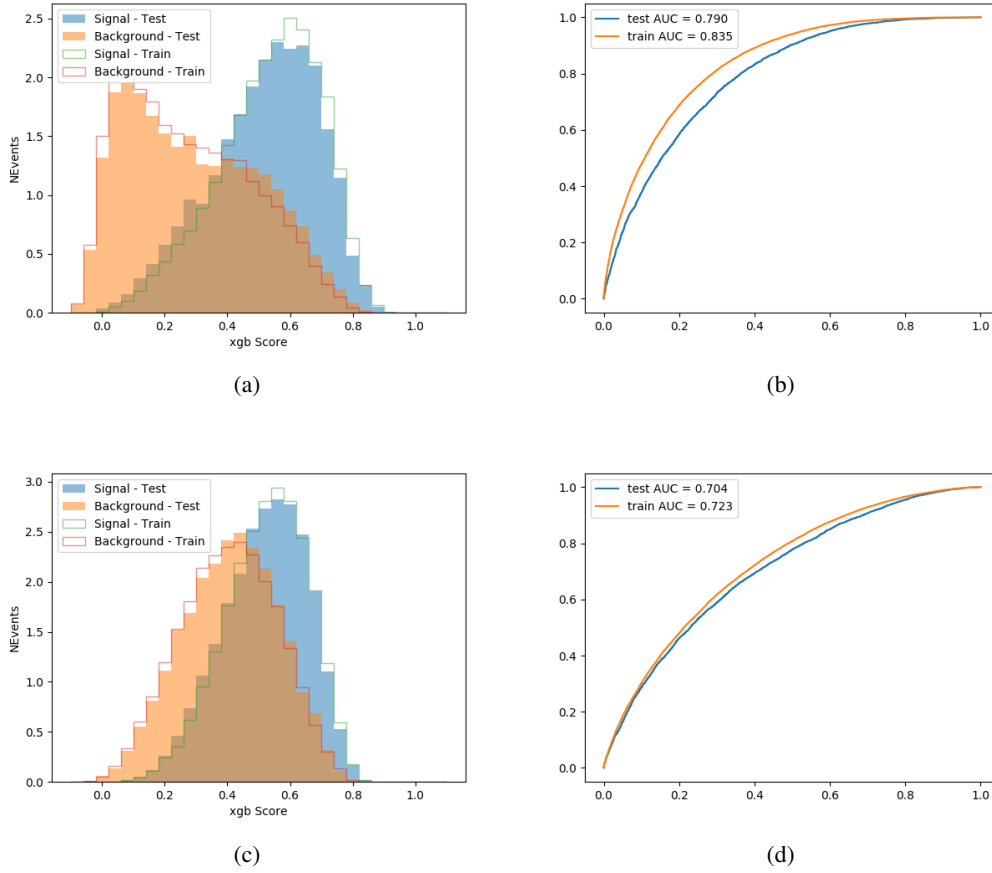 Signal - Test
Background - Test
Signal - Train
Background - Train
NEvents
2.5
2.0
1.5
1.0
0.5
0.0
0.0 0.2 0.4 0.6 0.8 1.0
xgb Score
(a)
test AUC = 0.790
train AUC = 0.835
1.0
0.8
0.6
0.4
0.2
0.0
0.0 0.2 0.4 0.6 0.8 1.0
(b)
Signal - Test
Background - Test
Signal - Train
Background - Train
NEvents
3.0
2.5
2.0
1.5
1.0
0.5
0.0
0.0 0.2 0.4 0.6 0.8 1.0
xgb Score
(c)
test AUC = 0.704
train AUC = 0.723
1.0
0.8
0.6
0.4
0.2
0.0
0.0 0.2 0.4 0.6 0.8 1.0
(d)